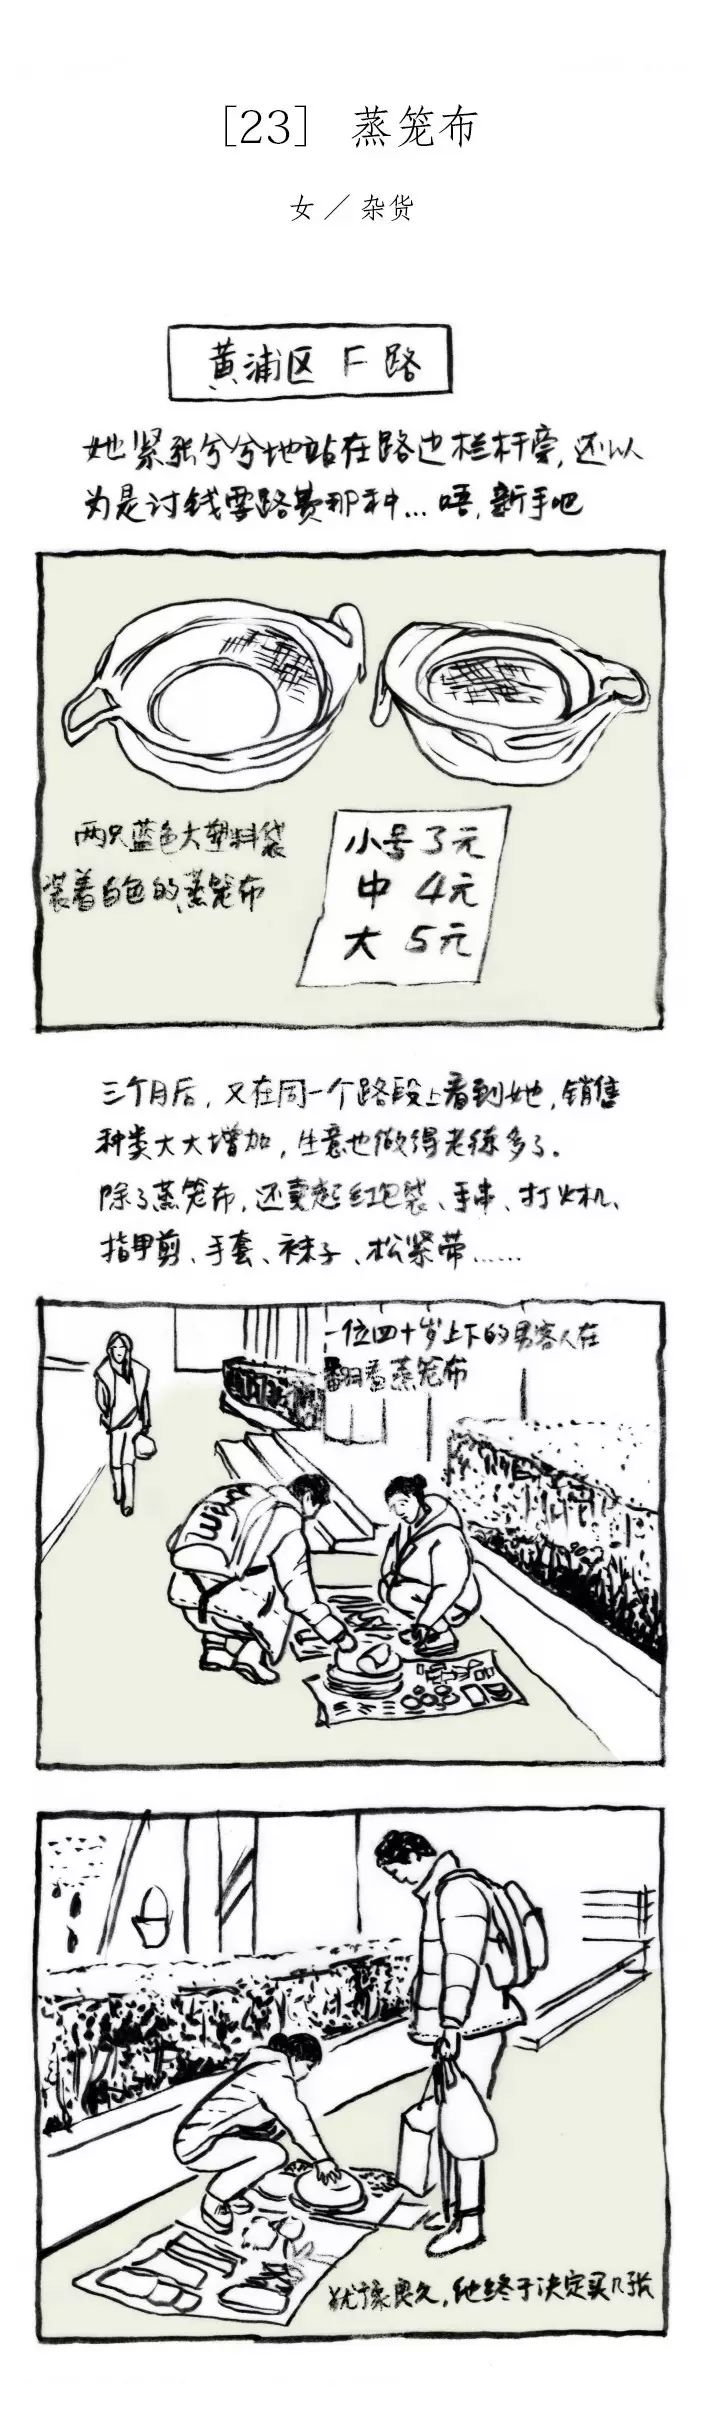 [23] 蒸笼布
女 / 杂货
黄浦区 F 路
她紧张兮兮地站在路边栏杆旁，还以
为是讨钱要路费那种…唔，新手吧
两只蓝色大塑料袋
装着白色的蒸笼布
小号 3元
中 4元
大 5元
三个月后，又在同一个路段上看到她，销售
种类大大增加，生意也做得老练多了。
除了蒸笼布，还卖起红包袋、手串、打火机、
指甲剪、手套、袜子、松紧带……
一位四十岁上下的男客人在
翻看蒸笼布
犹豫良久，他终于决定买几张